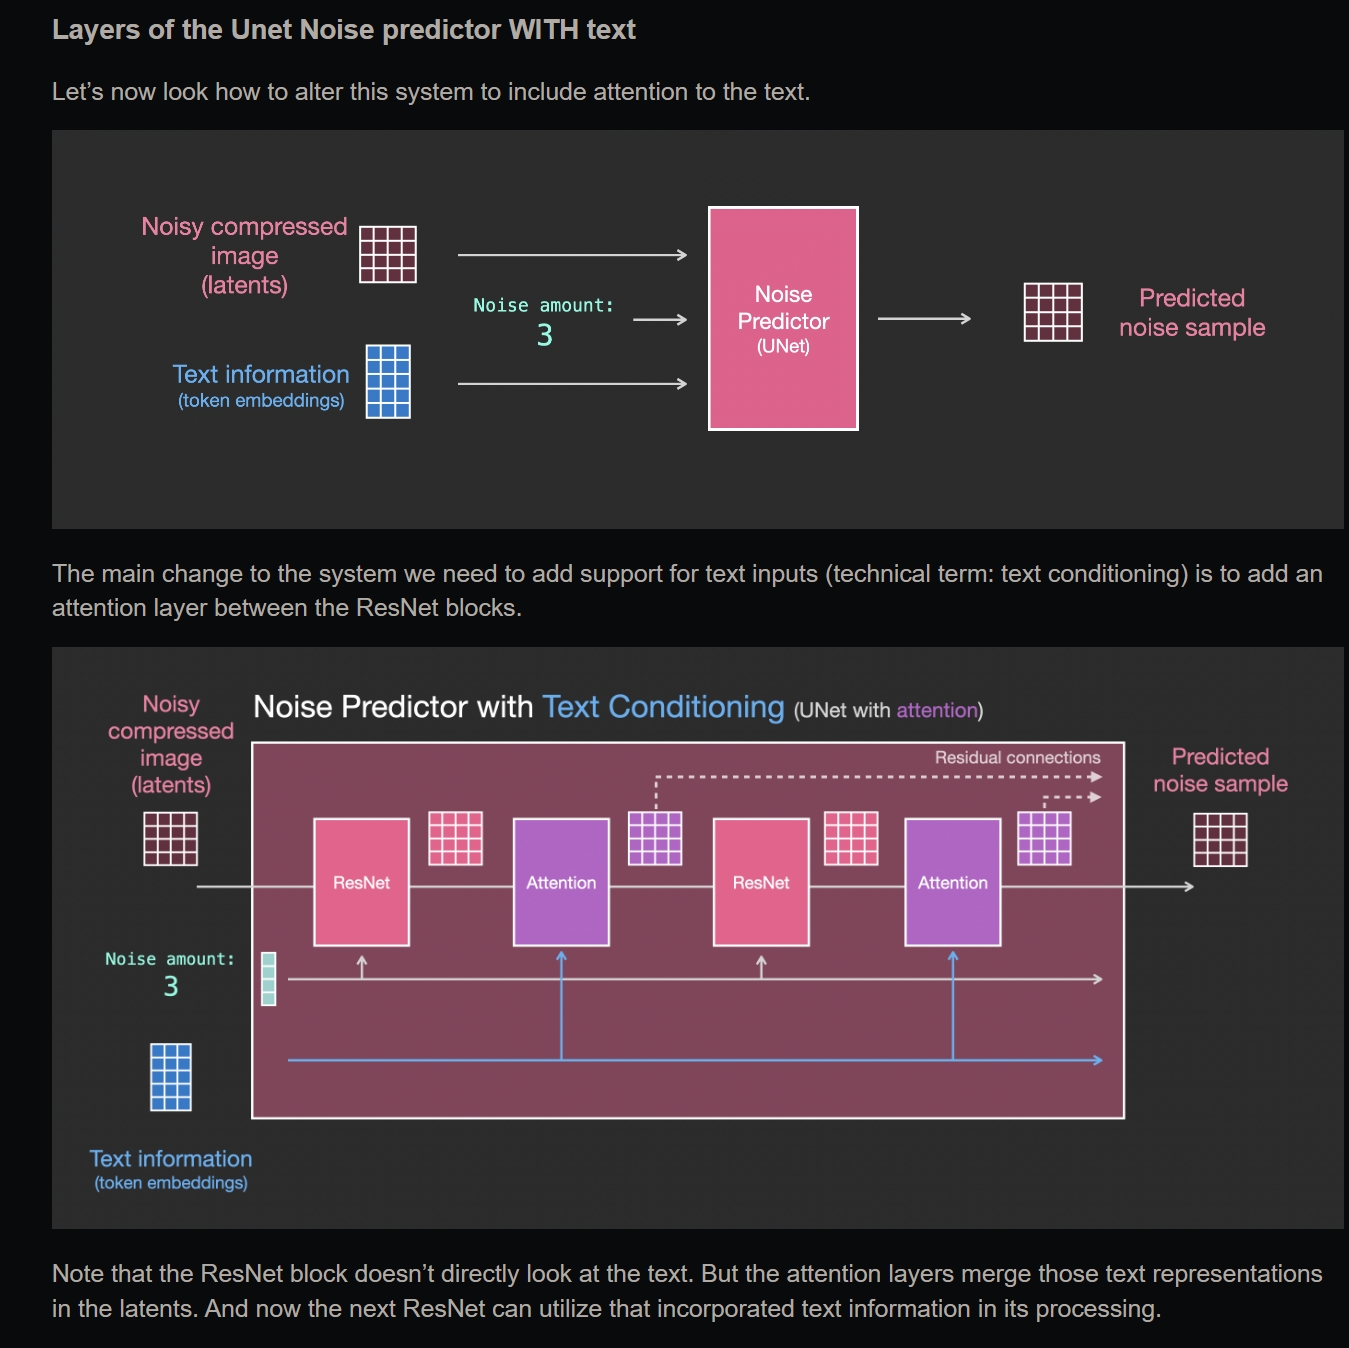 Layers of the Unet Noise predictor WITH text
Let’s now look how to alter this system to include attention to the text.
Noisy compressed
image
(latents)
Noise amount:
3
Text information
(token embeddings)
Noise
Predictor
(UNet)
Predicted
noise sample
The main change to the system we need to add support for text inputs (technical term: text conditioning) is to add an
attention layer between the ResNet blocks.
Noise Predictor with Text Conditioning (UNet with attention)
Noisy
compressed
image
(latents)
Residual connections
Predicted
noise sample
ResNet
Attention
ResNet
Attention
Noise amount:
3
Text information
(token embeddings)
Note that the ResNet block doesn’t directly look at the text. But the attention layers merge those text representations
in the latents. And now the next ResNet can utilize that incorporated text information in its processing.